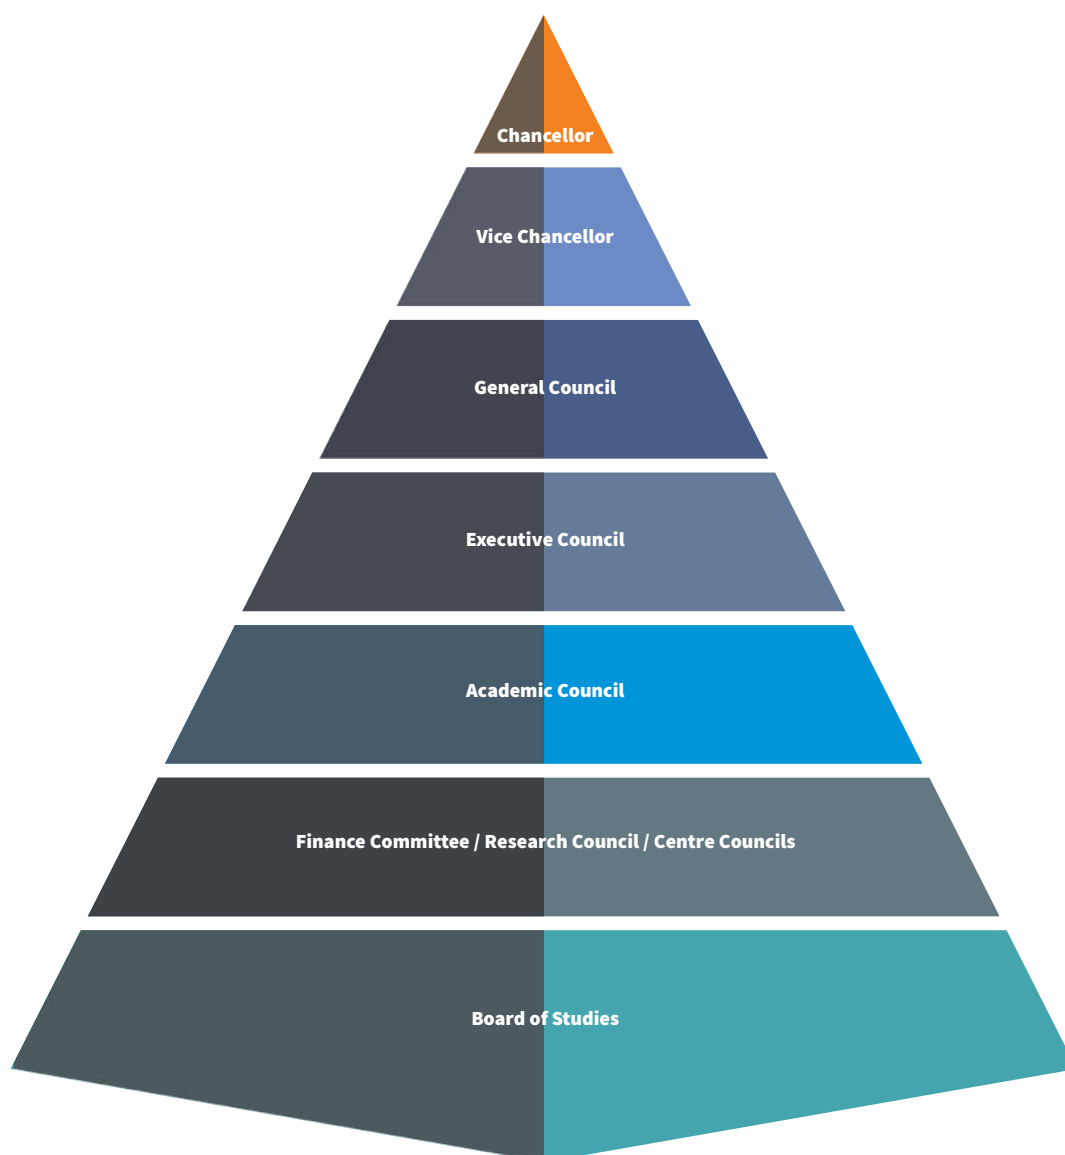 Chancellor
Vice Chancellor
General Council
Executive Council
Academic Council
Finance Committee / Research Council / Centre Councils
Board of Studies